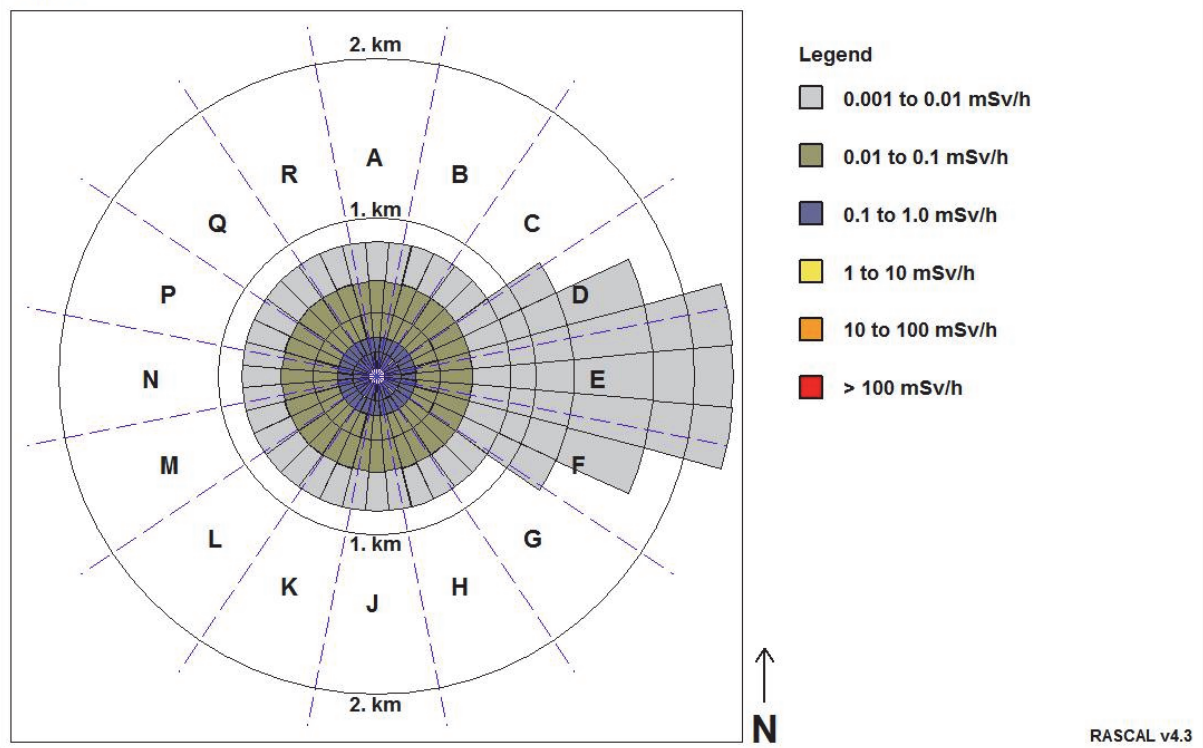 2. km
Legend
0.001 to 0.01 mSv/h
0.01 to 0.1 mSv/h
0.1 to 1.0 mSv/h
1 to 10 mSv/h
10 to 100 mSv/h
> 100 mSv/h
A
R
B
1. km
Q
C
P
D
N
E
M
F
L
G
1. km
K
H
J
2. km
N
RASCAL v4.3